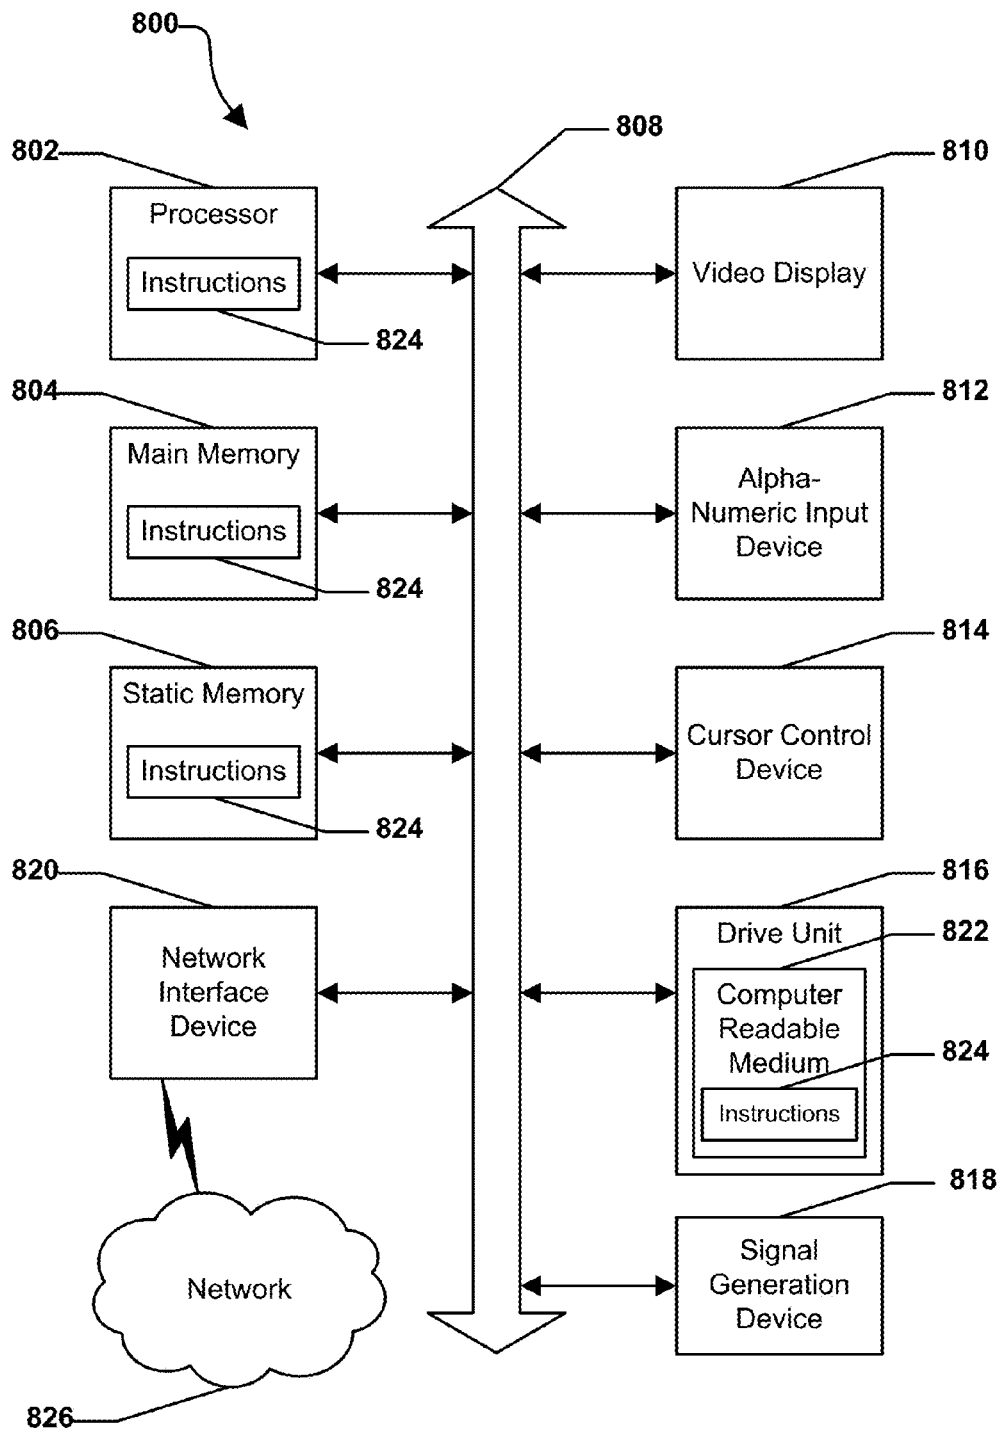 800
808
802
Processor
Instructions
824
810
Video Display
804
Main Memory
Instructions
824
812
Alpha-
Numeric Input
Device
806
Static Memory
Instructions
824
814
Cursor Control
Device
820
Network
Interface
Device
816
Drive Unit
822
Computer
Readable
Medium
824
Instructions
818
Signal
Generation
Device
Network
826